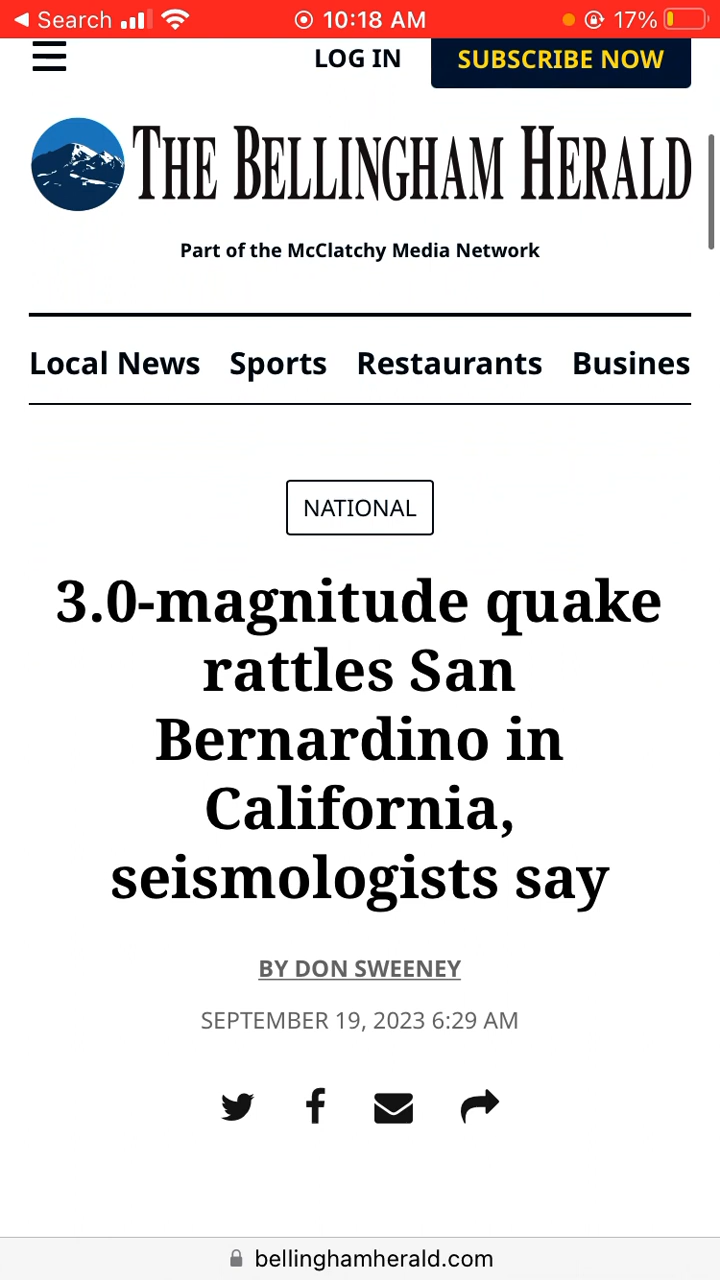 Search 10:18 AM 17%
LOG IN SUBSCRIBE NOW
THE BELLINGHAM HERALD
Part of the McClatchy Media Network
Local News Sports Restaurants Busines
NATIONAL
3.0-magnitude quake
rattles San
Bernardino in
California,
seismologists say
BY DON SWEENEY
SEPTEMBER 19, 2023 6:29 AM
bellinghamherald.com